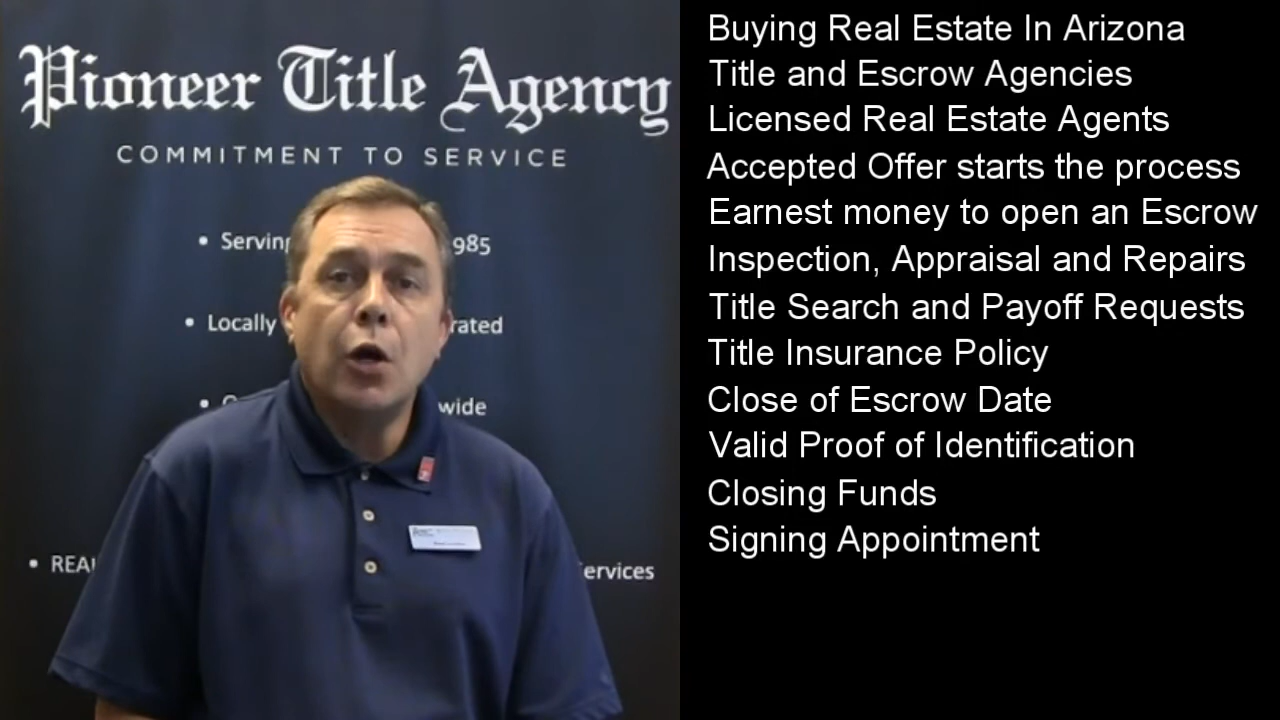 Pioneer Title Agency
COMMITMENT TO SERVICE
• Serving 985
• Locally rated
• wide
• REAL ervices
Buying Real Estate In Arizona
Title and Escrow Agencies
Licensed Real Estate Agents
Accepted Offer starts the process
Earnest money to open an Escrow
Inspection, Appraisal and Repairs
Title Search and Payoff Requests
Title Insurance Policy
Close of Escrow Date
Valid Proof of Identification
Closing Funds
Signing Appointment